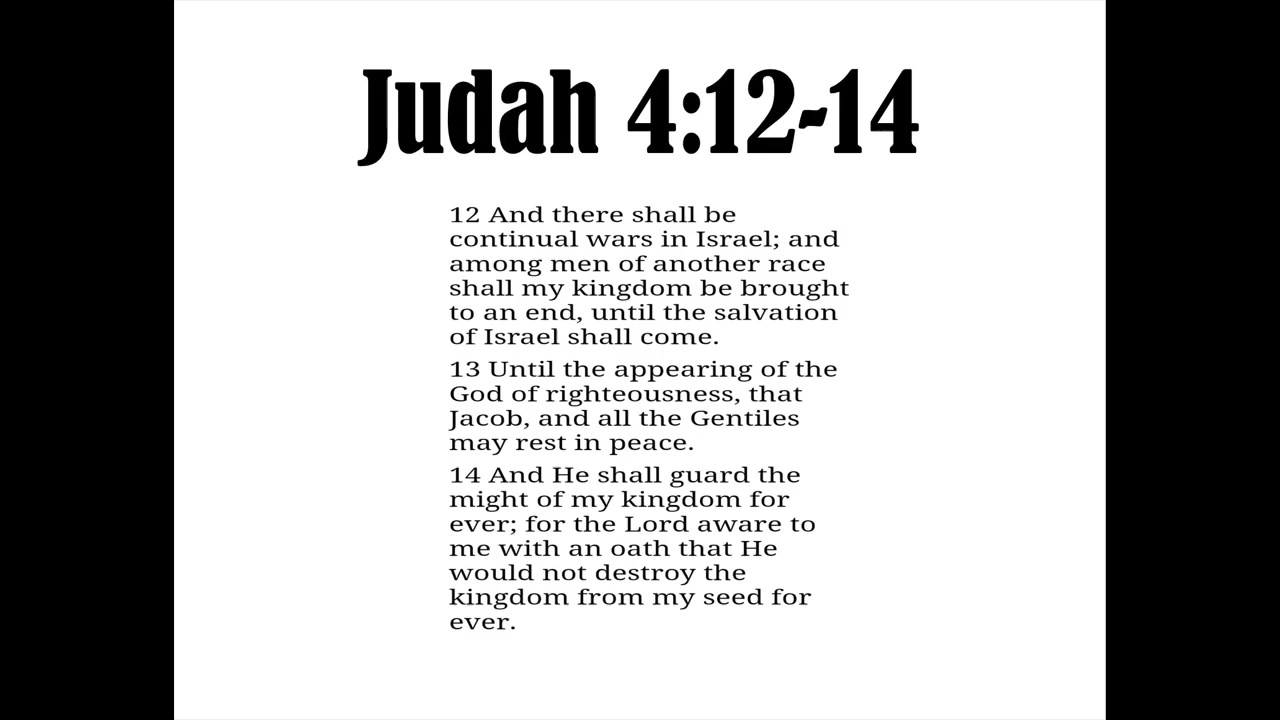 Judah 4:12-14
12 And there shall be
continual wars in Israel; and
among men of another race
shall my kingdom be brought
to an end, until the salvation
of Israel shall come.
13 Until the appearing of the
God of righteousness, that
Jacob, and all the Gentiles
may rest in peace.
14 And He shall guard the
might of my kingdom for
ever; for the Lord aware to
me with an oath that He
would not destroy the
kingdom from my seed for
ever.